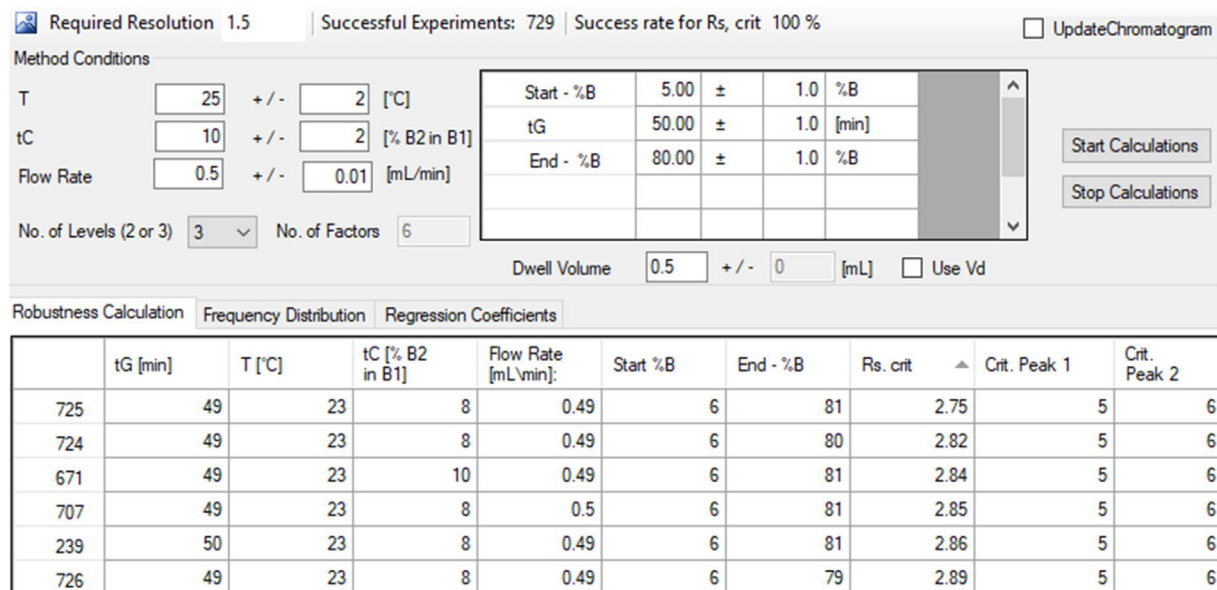 Required Resolution 1.5 Successful Experiments: 729 Success rate for Rs, crit 100 % UpdateChromatogram
Method Conditions
T 25 + / - 2 [°C] Start - %B 5.00 ± 1.0 %B
tC 10 + / - 2 [% B2 in B1] tG 50.00 ± 1.0 [min]
End - %B 80.00 ± 1.0 %B Start Calculations
Flow Rate 0.5 + / - 0.01 [mL/min]
Stop Calculations
No. of Levels (2 or 3) 3 No. of Factors 6
Dwell Volume 0.5 + / - 0 [mL] Use Vd
Robustness Calculation Frequency Distribution Regression Coefficients
tG [min] T [°C] tC [% B2 in B1] Flow Rate [mL\min]: Start %B End - %B Rs. crit Crit. Peak 1 Crit. Peak 2
725 49 23 8 0.49 6 81 2.75 5 6
724 49 23 8 0.49 6 80 2.82 5 6
671 49 23 10 0.49 6 81 2.84 5 6
707 49 23 8 0.5 6 81 2.85 5 6
239 50 23 8 0.49 6 81 2.86 5 6
726 49 23 8 0.49 6 79 2.89 5 6